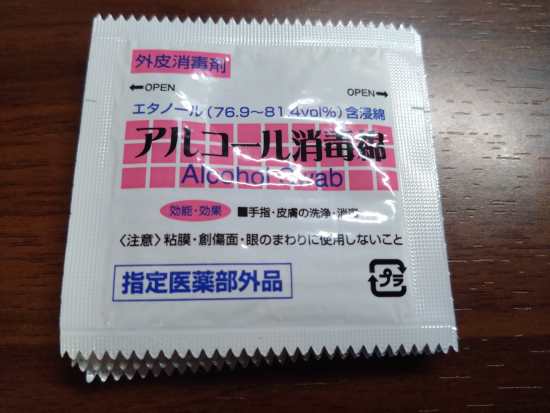 外皮消毒剤
←OPEN OPEN→
エタノール(76.9～81.4vol%)含浸綿
アルコール消毒綿
Alcohol Swab
効能・効果 ■手指・皮膚の洗浄・消毒
〈注意〉粘膜・創傷面・眼のまわりに使用しないこと
指定医薬部外品
プラ